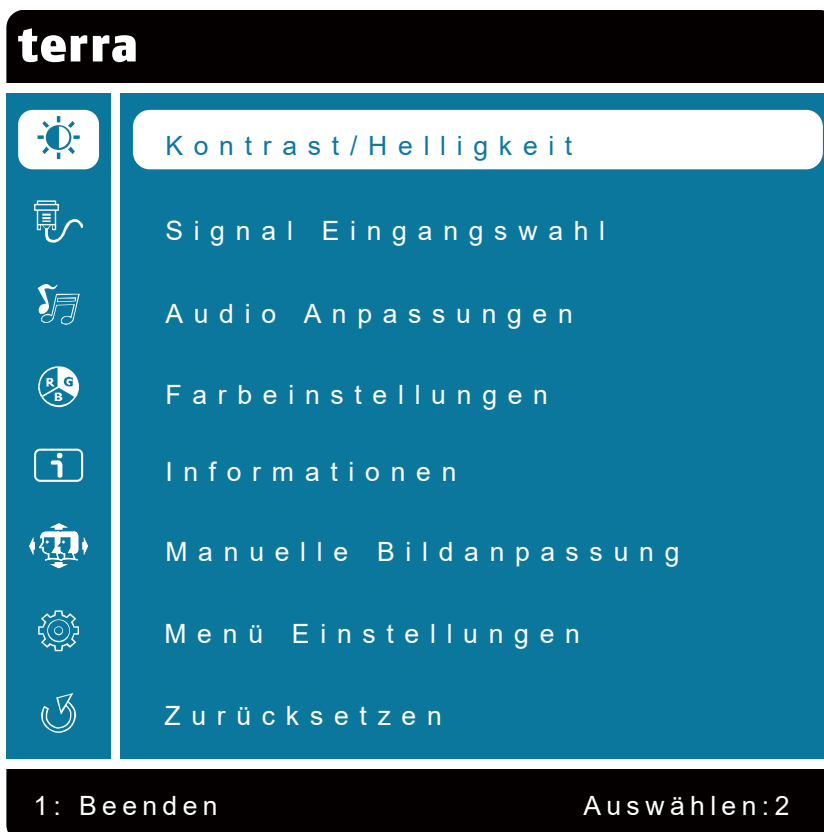 terra
Kontrast/Helligkeit
Signal Eingangswahl
Audio Anpassungen
R G
B
Farbeinstellungen
i
Informationen
Manuelle Bildanpassung
Menü Einstellungen
Zurücksetzen
1: Beenden Auswählen:2